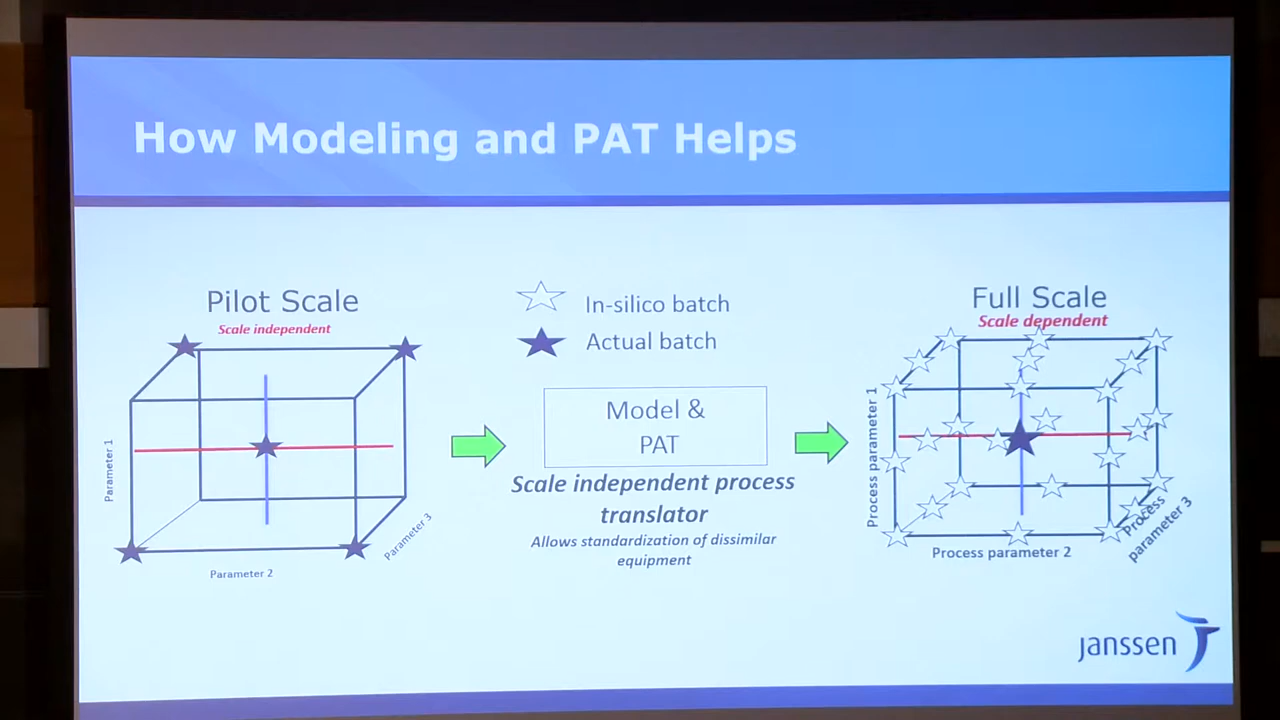 How Modeling and PAT Helps
Pilot Scale
Scale independent
Parameter 1
Parameter 2
Parameter 3
In-silico batch
Actual batch
Model &
PAT
Scale independent process
translator
Allows standardization of dissimilar
equipment
Full Scale
Scale dependent
Process parameter 1
Process parameter 2
Process
parameter 3
janssen